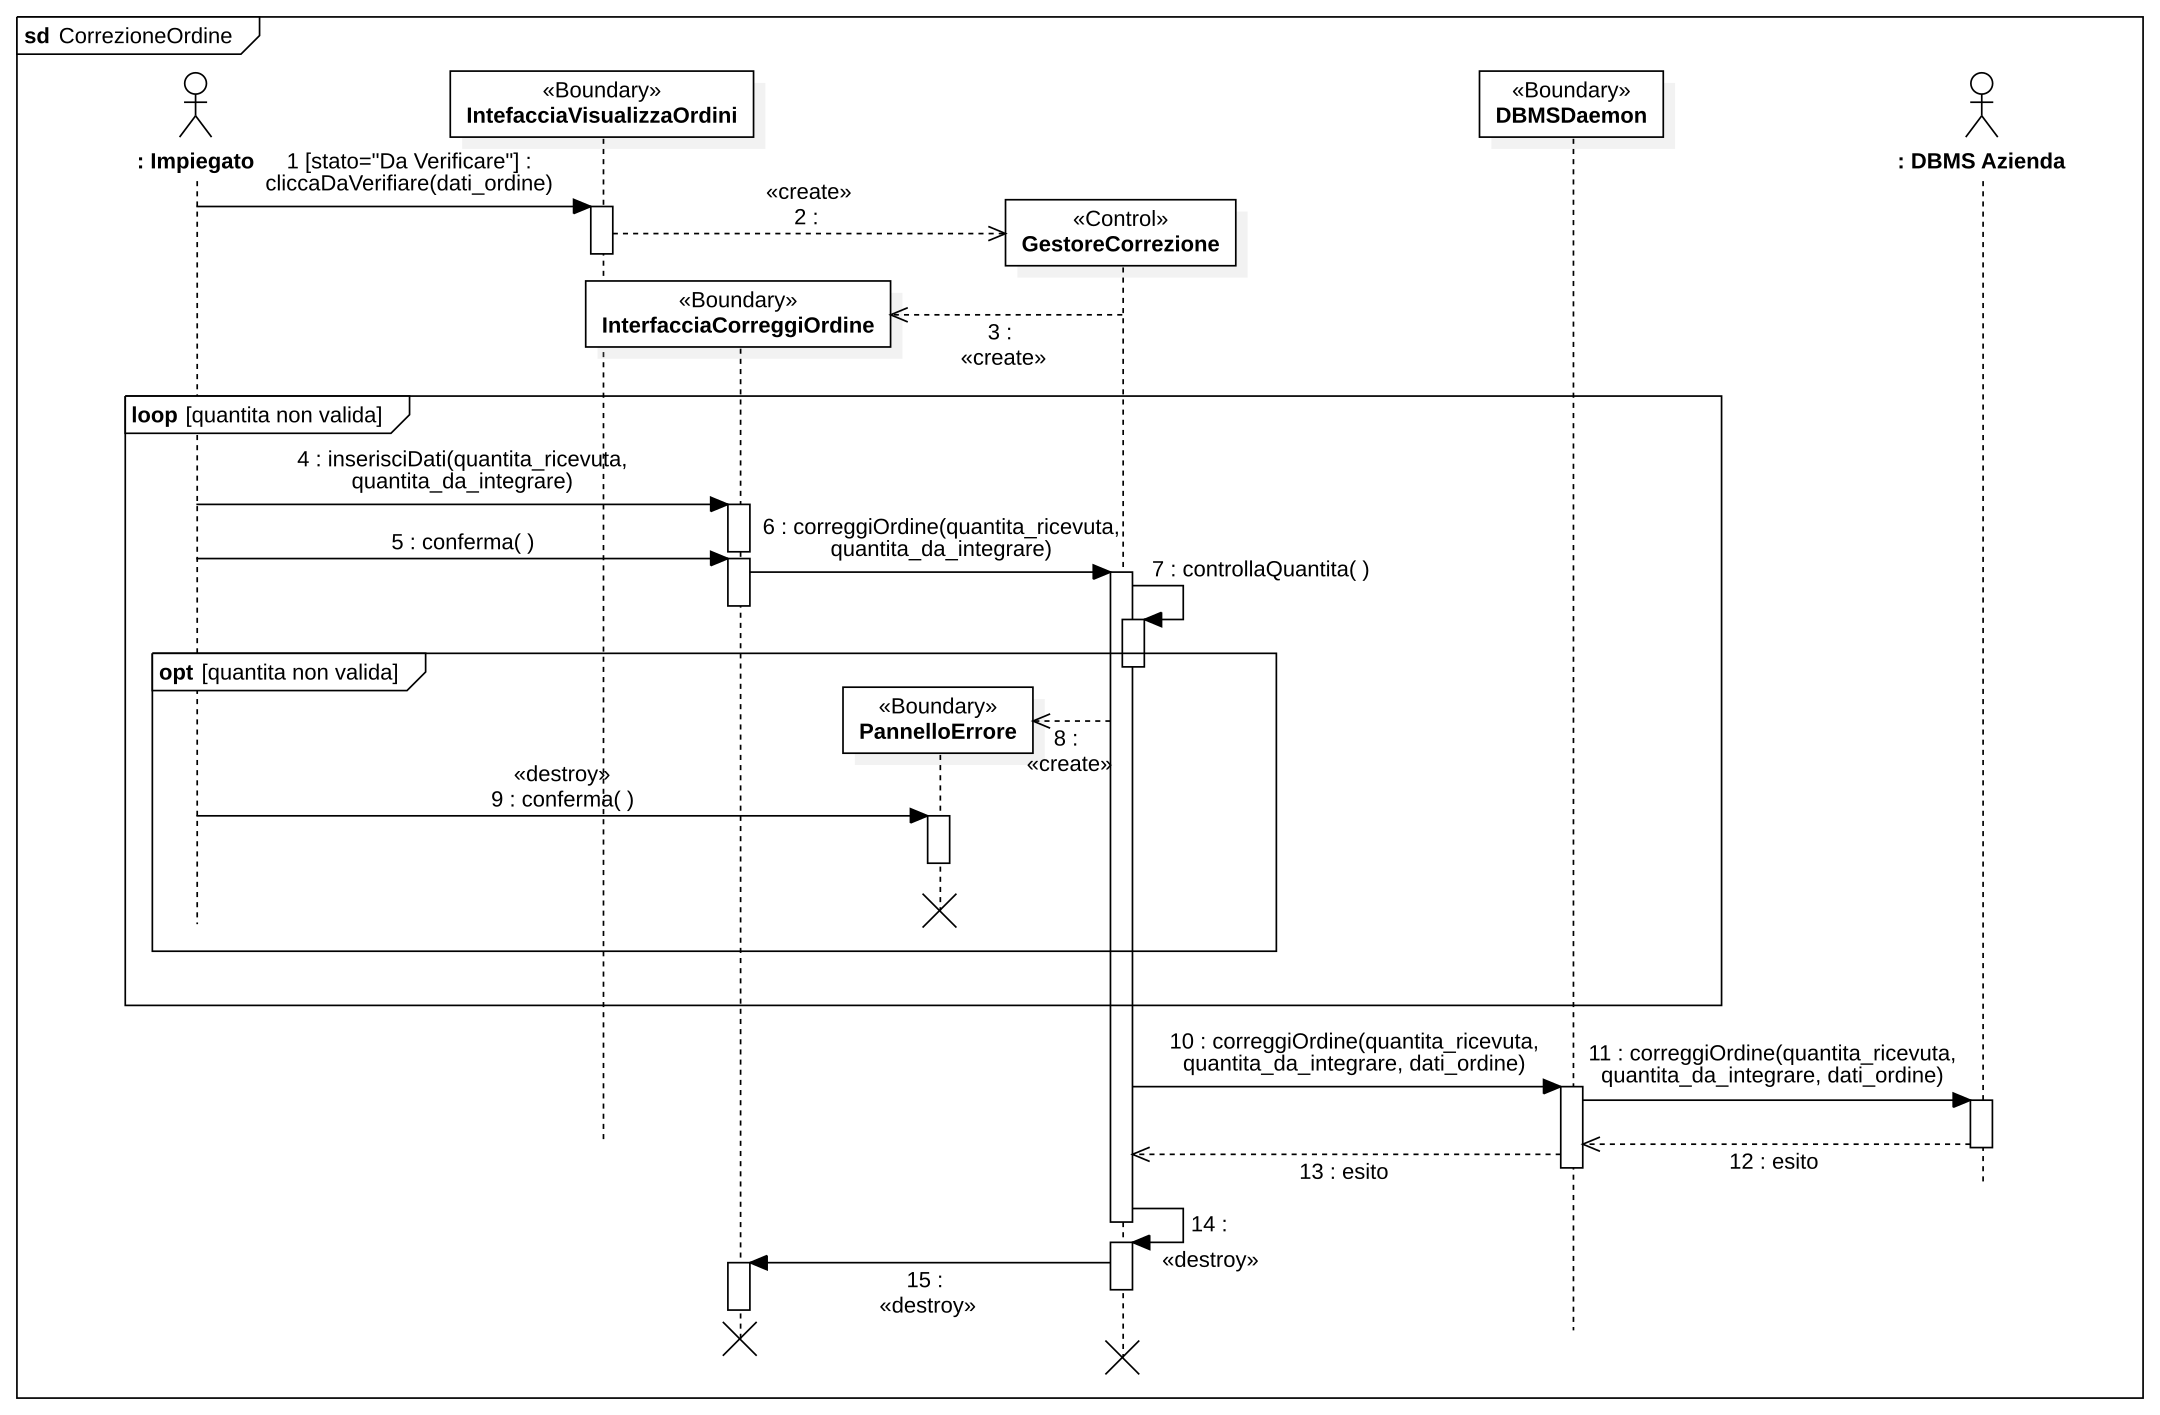 sd CorrezioneOrdine
«Boundary»
IntefacciaVisualizzaOrdini
«Boundary»
DBMSDaemon
: Impiegato
: DBMS Azienda
1 [stato="Da Verificare"] :
cliccaDaVerifiare(dati_ordine)
«create»
2 :
«Control»
GestoreCorrezione
«Boundary»
InterfacciaCorreggiOrdine
3 :
«create»
loop [quantita non valida]
4 : inserisciDati(quantita_ricevuta,
quantita_da_integrare)
5 : conferma( )
6 : correggiOrdine(quantita_ricevuta,
quantita_da_integrare)
7 : controllaQuantita( )
opt [quantita non valida]
«Boundary»
PannelloErrore
8 :
«create»
«destroy»
9 : conferma( )
10 : correggiOrdine(quantita_ricevuta,
quantita_da_integrare, dati_ordine)
11 : correggiOrdine(quantita_ricevuta,
quantita_da_integrare, dati_ordine)
12 : esito
13 : esito
14 :
«destroy»
15 :
«destroy»